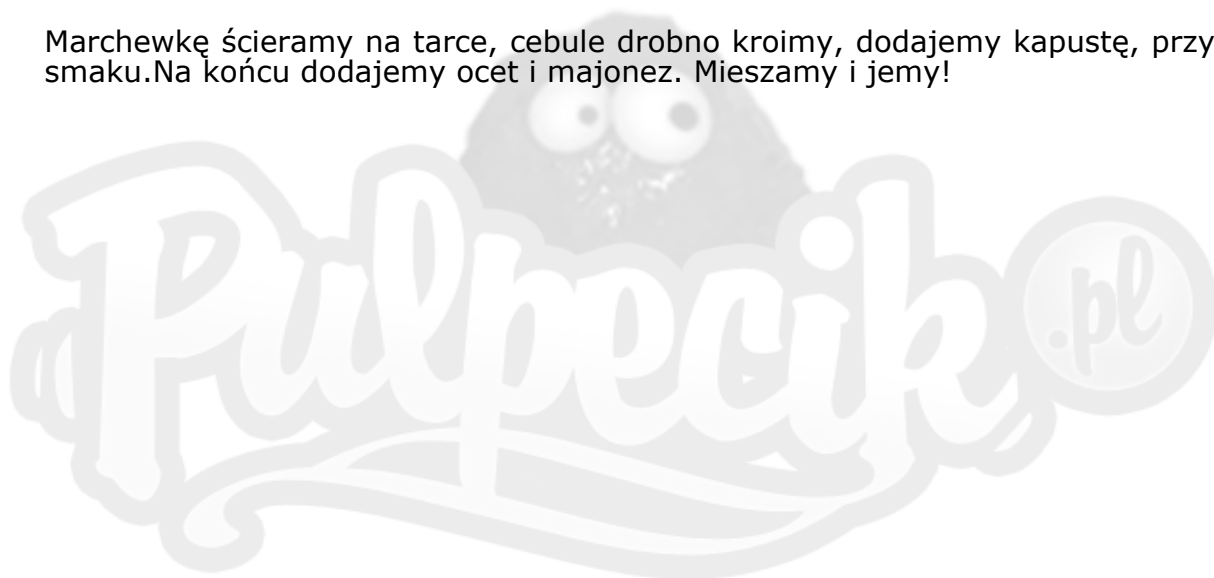 Marchewkę ścieramy na tarce, cebule drobno kroimy, dodajemy kapustę, przy
smaku.Na końcu dodajemy ocet i majonez. Mieszamy i jemy!
Pulpecik.pl